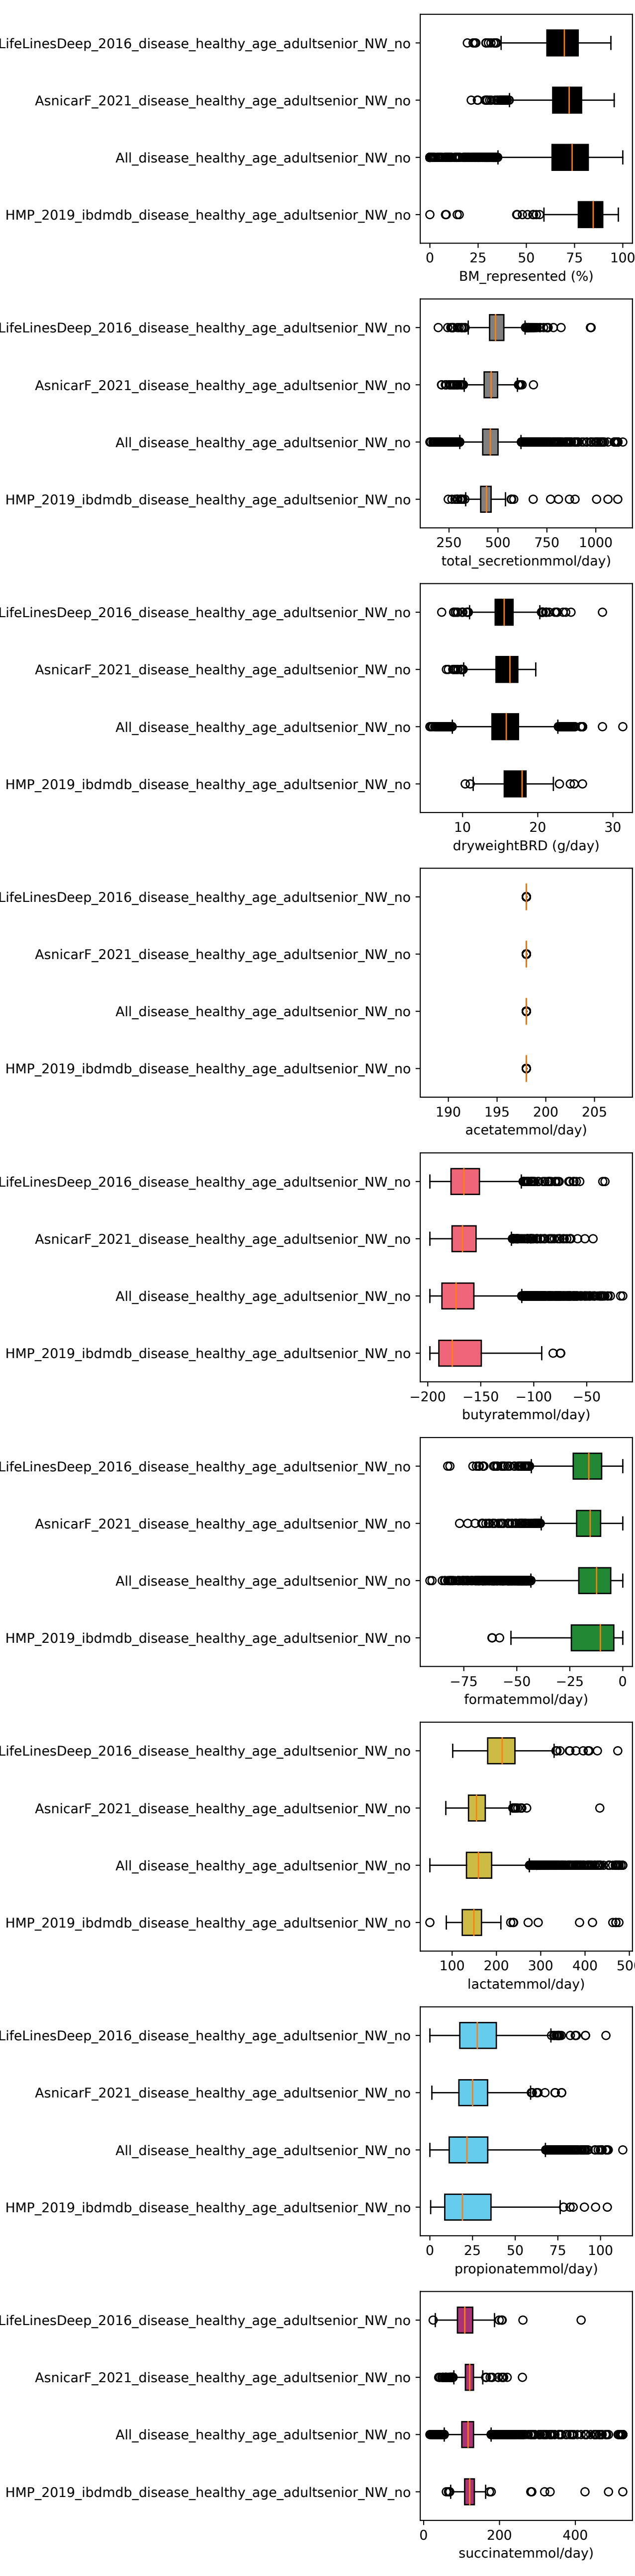 LifeLinesDeep_2016_disease_healthy_age_adultsenior_NW_no
AsnicarF_2021_disease_healthy_age_adultsenior_NW_no
All_disease_healthy_age_adultsenior_NW_no
HMP_2019_ibdmdb_disease_healthy_age_adultsenior_NW_no
0 25 50 75 100
BM_represented (%)
LifeLinesDeep_2016_disease_healthy_age_adultsenior_NW_no
AsnicarF_2021_disease_healthy_age_adultsenior_NW_no
All_disease_healthy_age_adultsenior_NW_no
HMP_2019_ibdmdb_disease_healthy_age_adultsenior_NW_no
250 500 750 1000
total_secretionmmol/day)
LifeLinesDeep_2016_disease_healthy_age_adultsenior_NW_no
AsnicarF_2021_disease_healthy_age_adultsenior_NW_no
All_disease_healthy_age_adultsenior_NW_no
HMP_2019_ibdmdb_disease_healthy_age_adultsenior_NW_no
10 20 30
dryweightBRD (g/day)
LifeLinesDeep_2016_disease_healthy_age_adultsenior_NW_no
AsnicarF_2021_disease_healthy_age_adultsenior_NW_no
All_disease_healthy_age_adultsenior_NW_no
HMP_2019_ibdmdb_disease_healthy_age_adultsenior_NW_no
190 195 200 205
acetatemmol/day)
LifeLinesDeep_2016_disease_healthy_age_adultsenior_NW_no
AsnicarF_2021_disease_healthy_age_adultsenior_NW_no
All_disease_healthy_age_adultsenior_NW_no
HMP_2019_ibdmdb_disease_healthy_age_adultsenior_NW_no
−200 −150 −100 −50
butyratemmol/day)
LifeLinesDeep_2016_disease_healthy_age_adultsenior_NW_no
AsnicarF_2021_disease_healthy_age_adultsenior_NW_no
All_disease_healthy_age_adultsenior_NW_no
HMP_2019_ibdmdb_disease_healthy_age_adultsenior_NW_no
−75 −50 −25 0
formatemmol/day)
LifeLinesDeep_2016_disease_healthy_age_adultsenior_NW_no
AsnicarF_2021_disease_healthy_age_adultsenior_NW_no
All_disease_healthy_age_adultsenior_NW_no
HMP_2019_ibdmdb_disease_healthy_age_adultsenior_NW_no
100 200 300 400 500
lactatemmol/day)
LifeLinesDeep_2016_disease_healthy_age_adultsenior_NW_no
AsnicarF_2021_disease_healthy_age_adultsenior_NW_no
All_disease_healthy_age_adultsenior_NW_no
HMP_2019_ibdmdb_disease_healthy_age_adultsenior_NW_no
0 25 50 75 100
propionatemmol/day)
LifeLinesDeep_2016_disease_healthy_age_adultsenior_NW_no
AsnicarF_2021_disease_healthy_age_adultsenior_NW_no
All_disease_healthy_age_adultsenior_NW_no
HMP_2019_ibdmdb_disease_healthy_age_adultsenior_NW_no
0 200 400
succinatemmol/day)